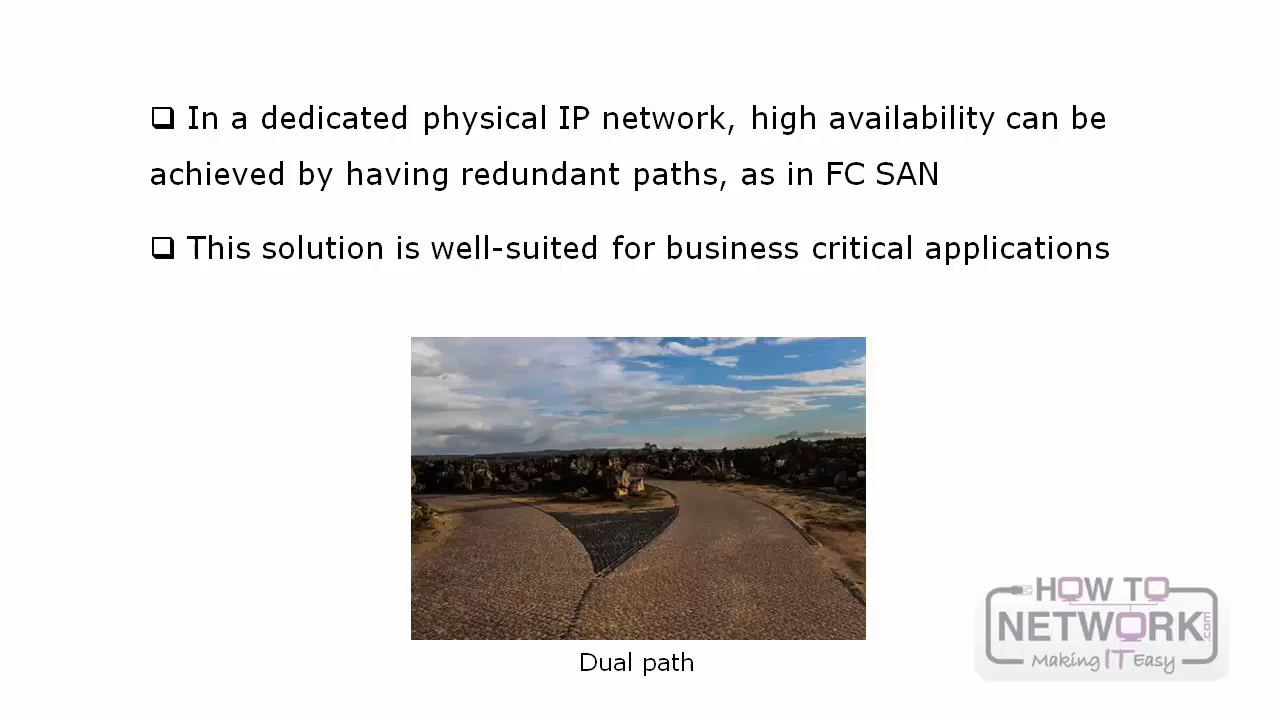 ❑ In a dedicated physical IP network, high availability can be
achieved by having redundant paths, as in FC SAN
❑ This solution is well-suited for business critical applications
Dual path
HOW TO
NETWORK.com
Making IT Easy